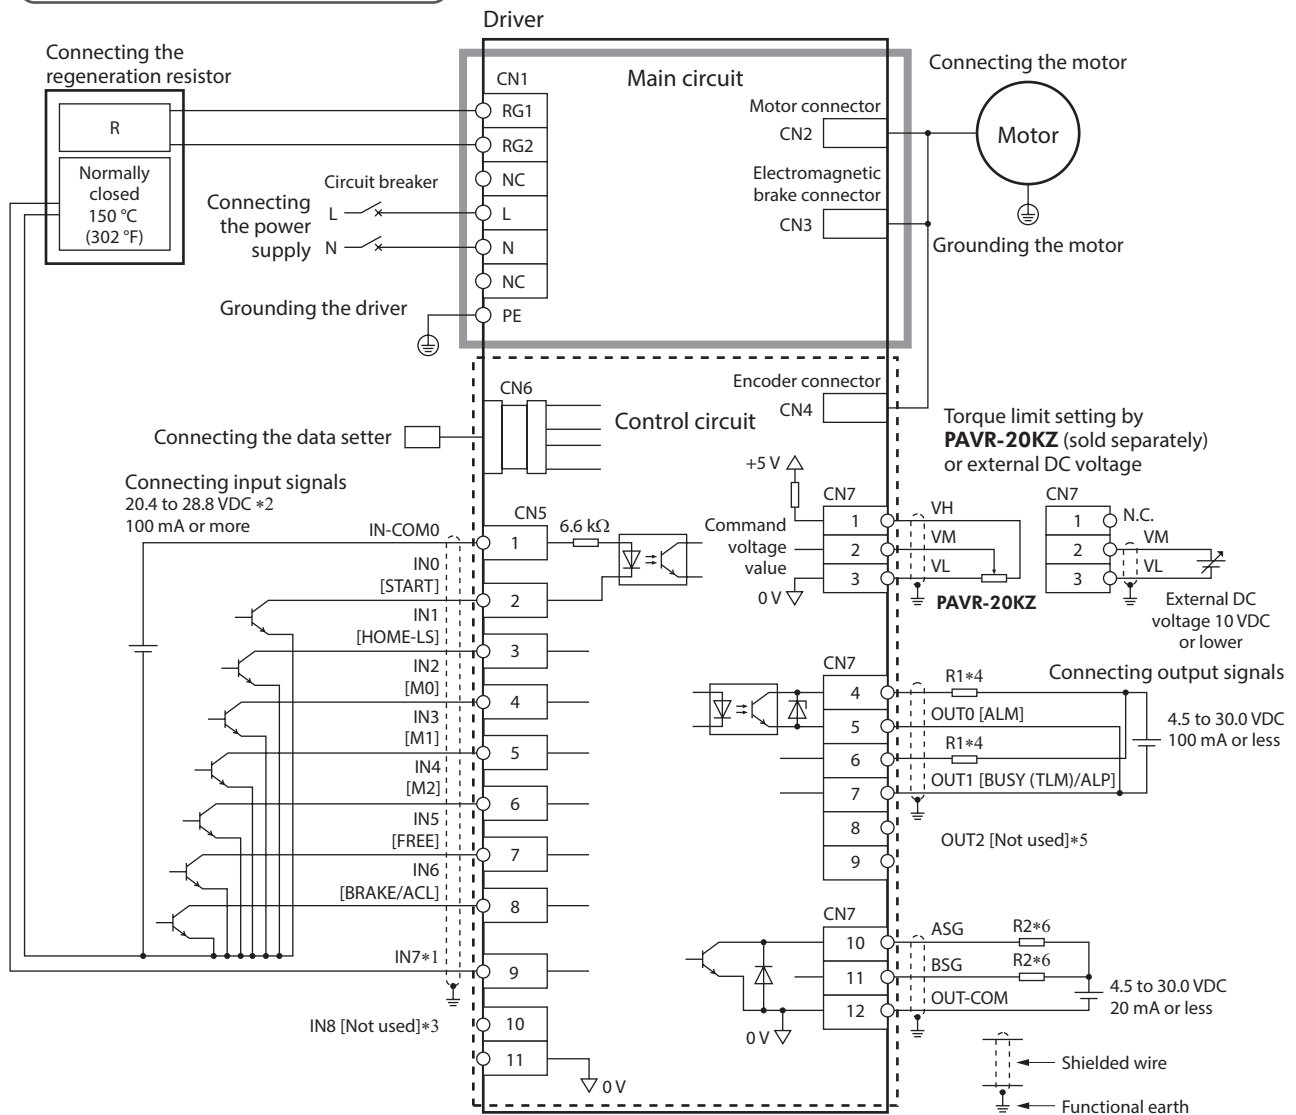 Driver
Connecting the
regeneration resistor
R
Normally
closed
150 °C
(302 °F)
CN1
Main circuit
RG1
RG2
NC
L
N
NC
PE
Circuit breaker
Connecting
the power
supply
L
N
Grounding the driver
Motor connector
CN2
Electromagnetic
brake connector
CN3
Connecting the motor
Motor
Grounding the motor
CN6
Control circuit
Encoder connector
CN4
Connecting the data setter
Connecting input signals
20.4 to 28.8 VDC *2
100 mA or more
IN-COM0
IN0
[START]
IN1
[HOME-LS]
IN2
[M0]
IN3
[M1]
IN4
[M2]
IN5
[FREE]
IN6
[BRAKE/ACL]
IN7*1
IN8 [Not used]*3
CN5
1
2
3
4
5
6
7
8
9
10
11
6.6 kΩ
0 V
+5 V
Command
voltage
value
0 V
CN7
1
2
3
VH
VM
VL
PAVR-20KZ
Torque limit setting by
PAVR-20KZ (sold separately)
or external DC voltage
CN7
1
2
3
N.C.
VM
VL
External DC
voltage 10 VDC
or lower
Connecting output signals
CN7
4
5
6
7
8
9
R1*4
OUT0 [ALM]
R1*4
OUT1 [BUSY (TLM)/ALP]
4.5 to 30.0 VDC
100 mA or less
OUT2 [Not used]*5
CN7
10
11
12
0 V
ASG
R2*6
BSG
R2*6
OUT-COM
4.5 to 30.0 VDC
20 mA or less
Shielded wire
Functional earth